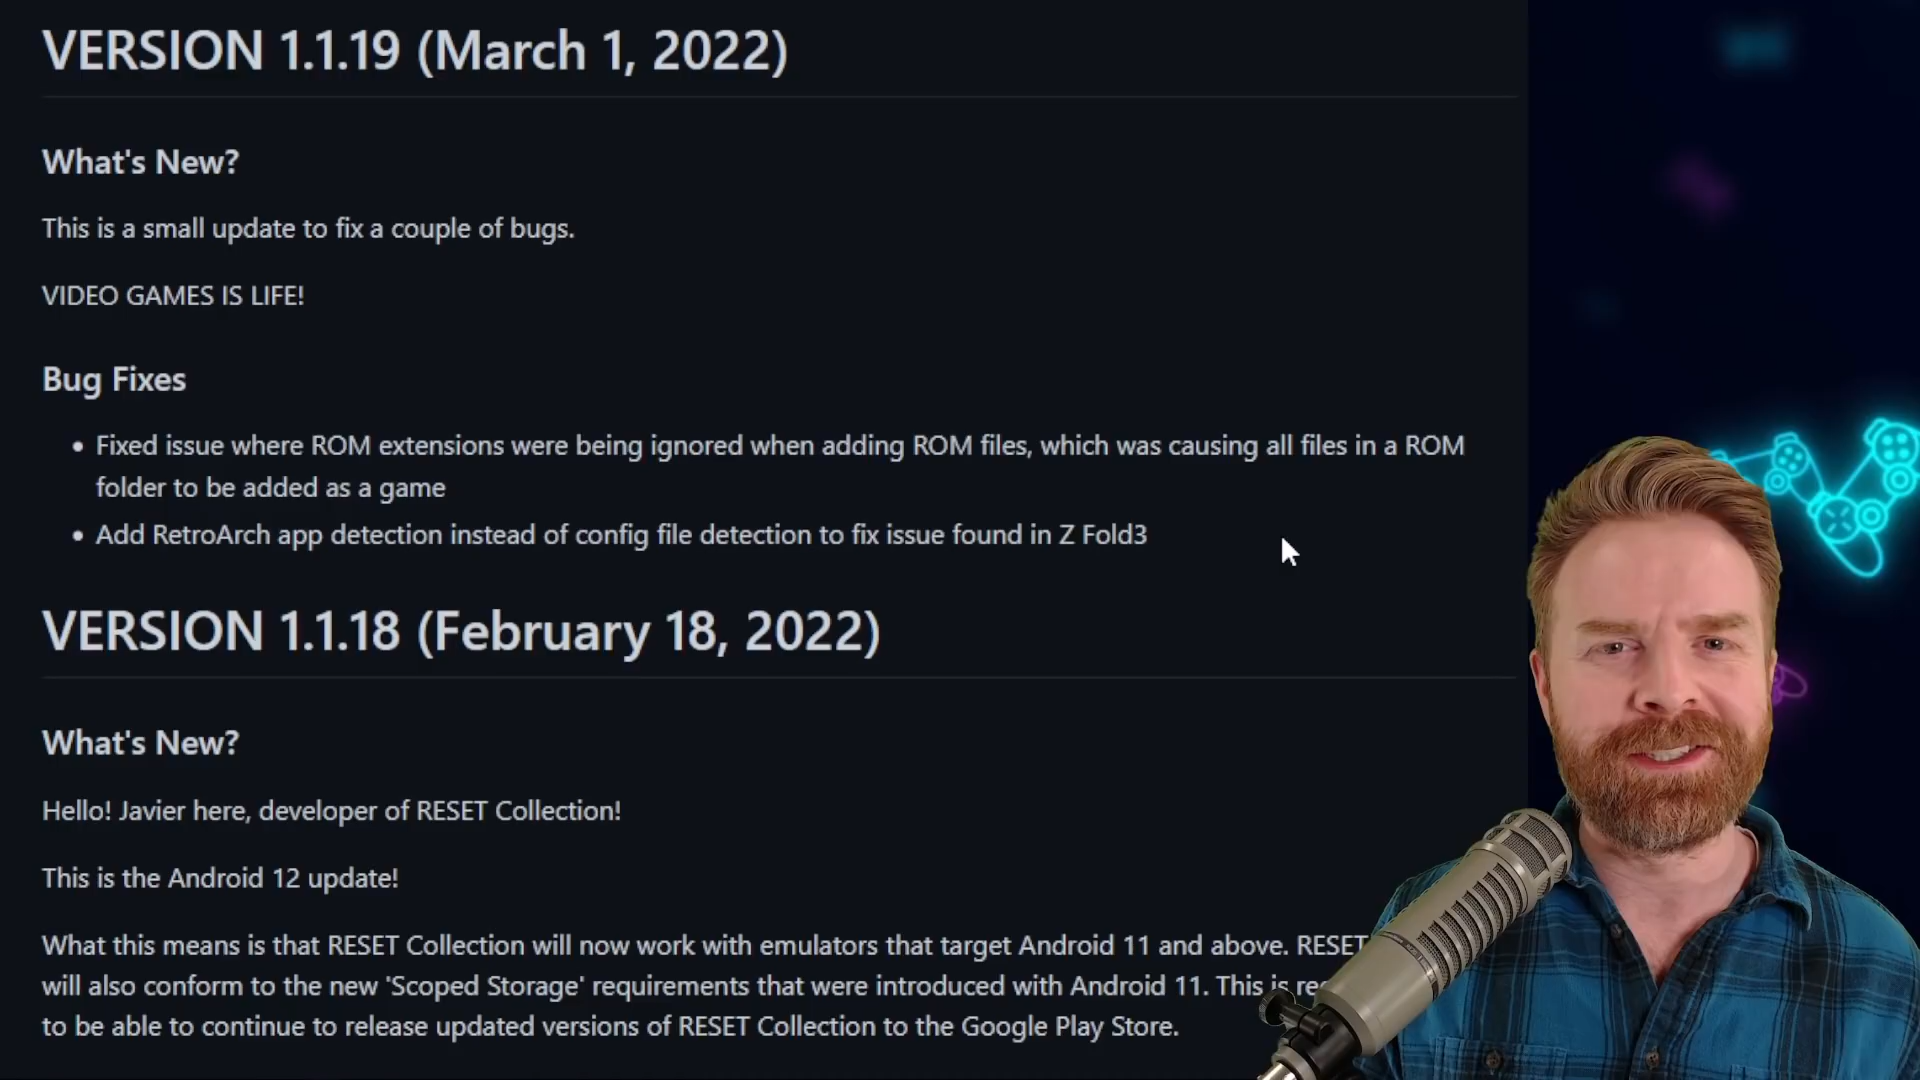 VERSION 1.1.19 (March 1, 2022)
What's New?
This is a small update to fix a couple of bugs.
VIDEO GAMES IS LIFE!
Bug Fixes
• Fixed issue where ROM extensions were being ignored when adding ROM files, which was causing all files in a ROM
folder to be added as a game
• Add RetroArch app detection instead of config file detection to fix issue found in Z Fold3
VERSION 1.1.18 (February 18, 2022)
What's New?
Hello! Javier here, developer of RESET Collection!
This is the Android 12 update!
What this means is that RESET Collection will now work with emulators that target Android 11 and above. RESET
will also conform to the new 'Scoped Storage' requirements that were introduced with Android 11. This is
to be able to continue to release updated versions of RESET Collection to the Google Play Store.